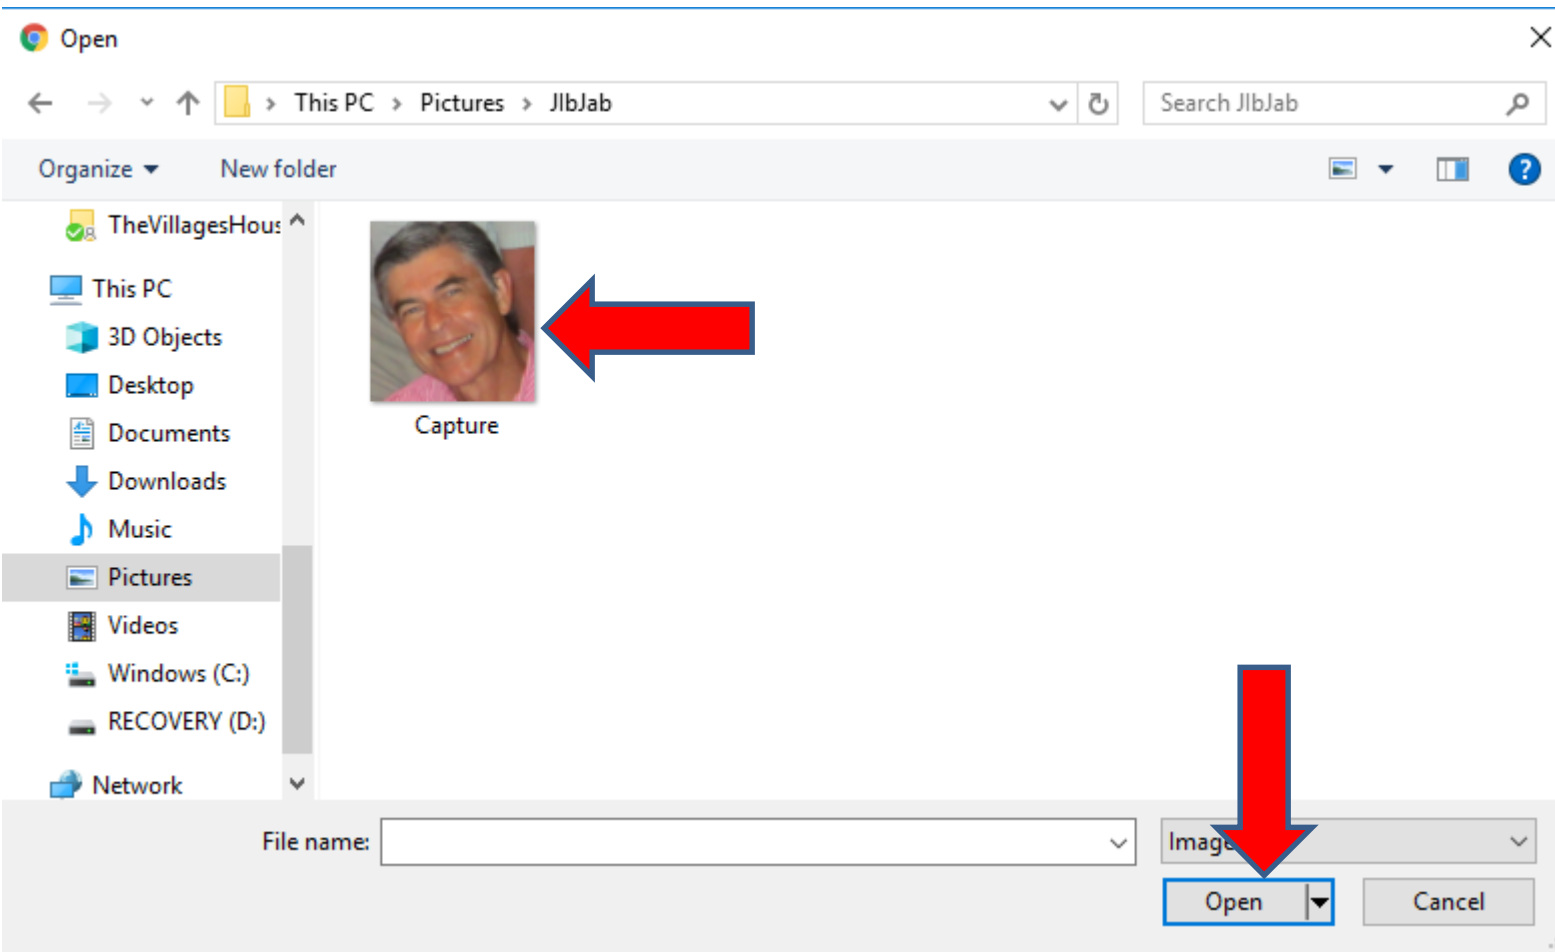 Open
This PC > Pictures > JlbJab
Search JlbJab
Organize
New folder
TheVillagesHous
This PC
3D Objects
Desktop
Documents
Downloads
Music
Pictures
Videos
Windows (C:)
RECOVERY (D:)
Network
Capture
File name:
Image
Open
Cancel